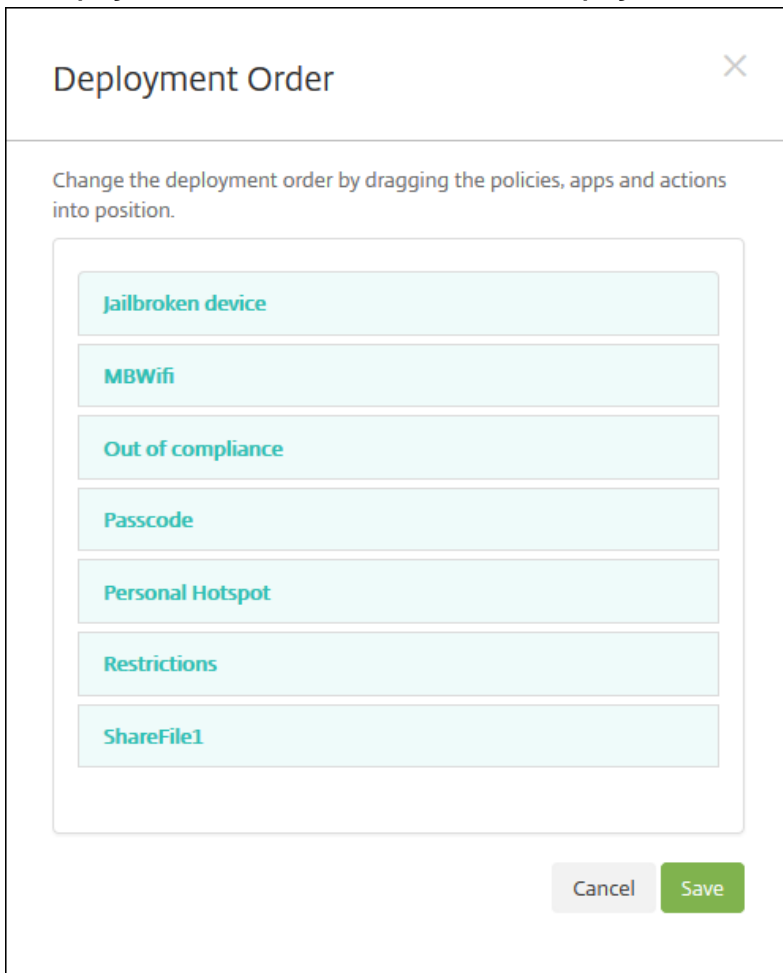 Deployment Order
Change the deployment order by dragging the policies, apps and actions
into position.
Jailbroken device
MBWifi
Out of compliance
Passcode
Personal Hotspot
Restrictions
ShareFile1
Cancel Save